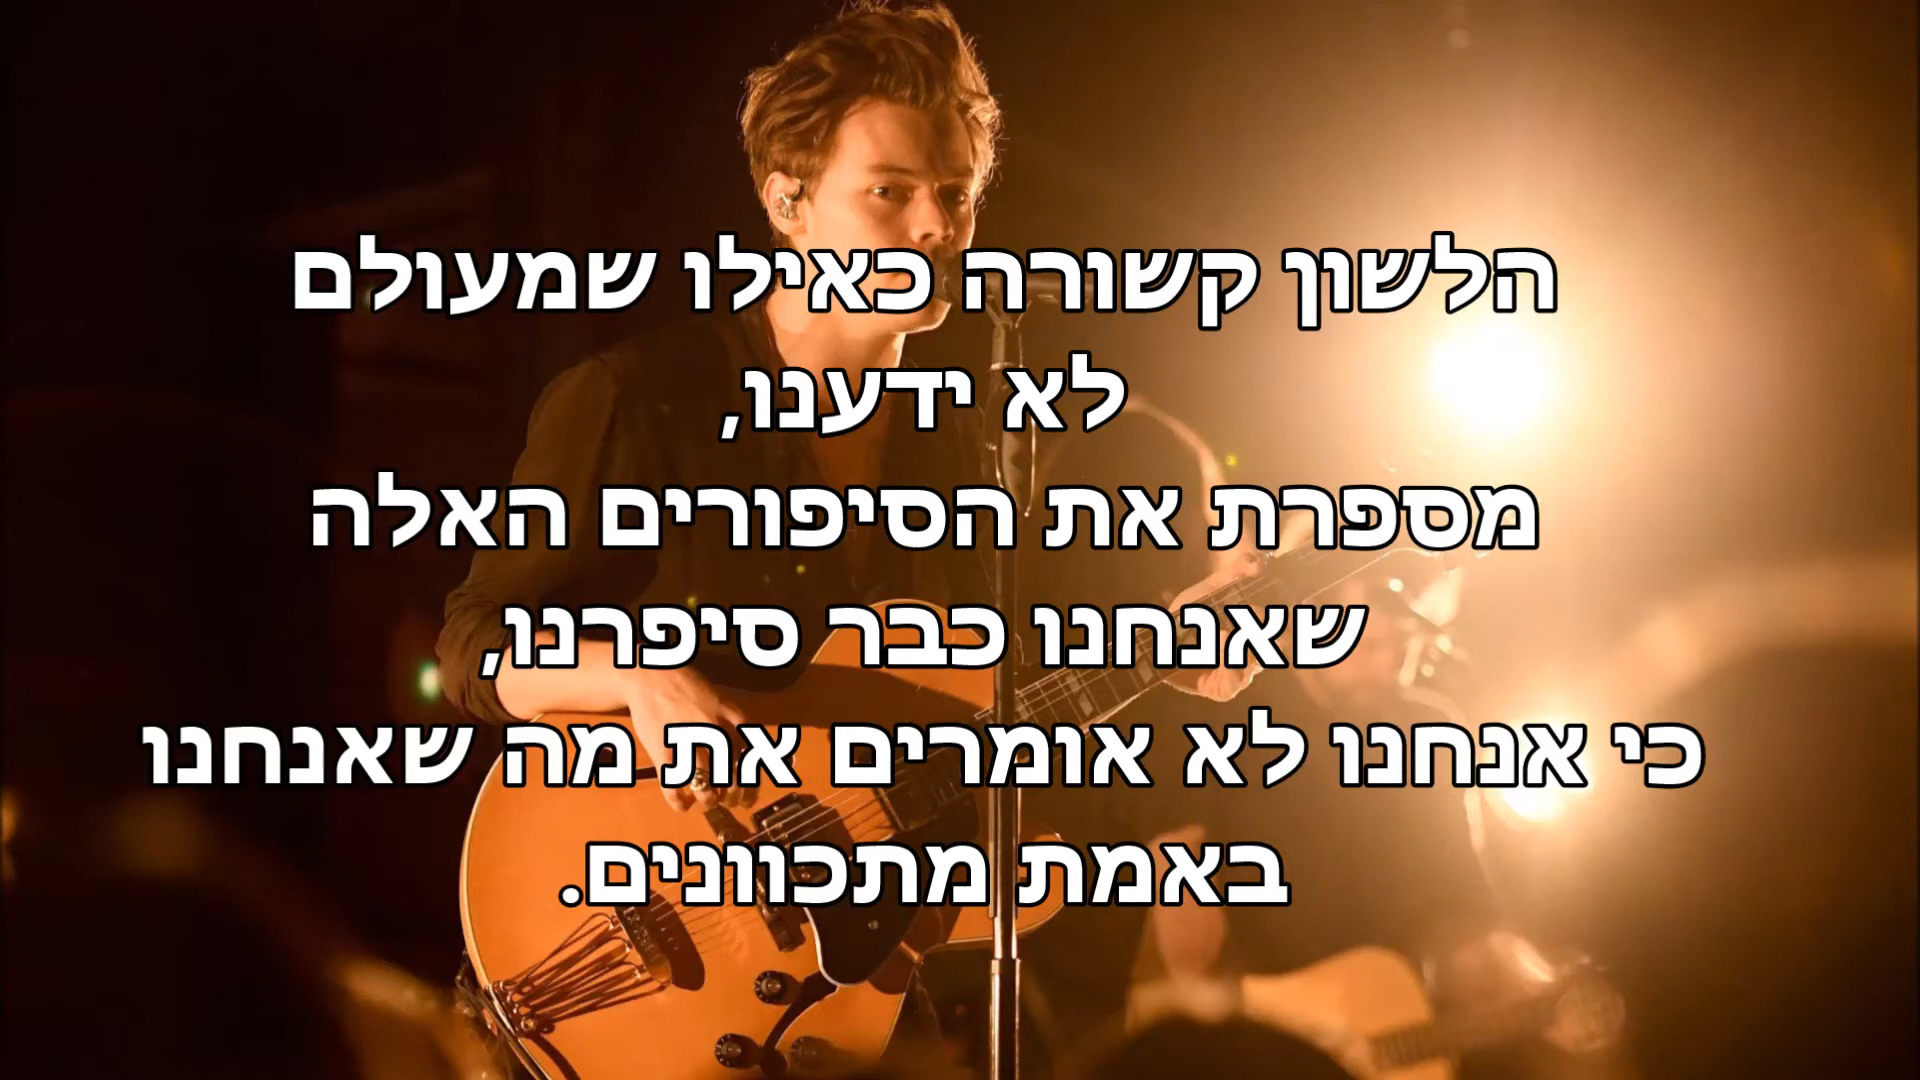 הלשון קשורה כאילו שמעולם
לא ידענו,
מספרת את הסיפורים האלה
שאנחנו כבר סיפרנו,
כי אנחנו לא אומרים את מה שאנחנו
באמת מתכוונים.